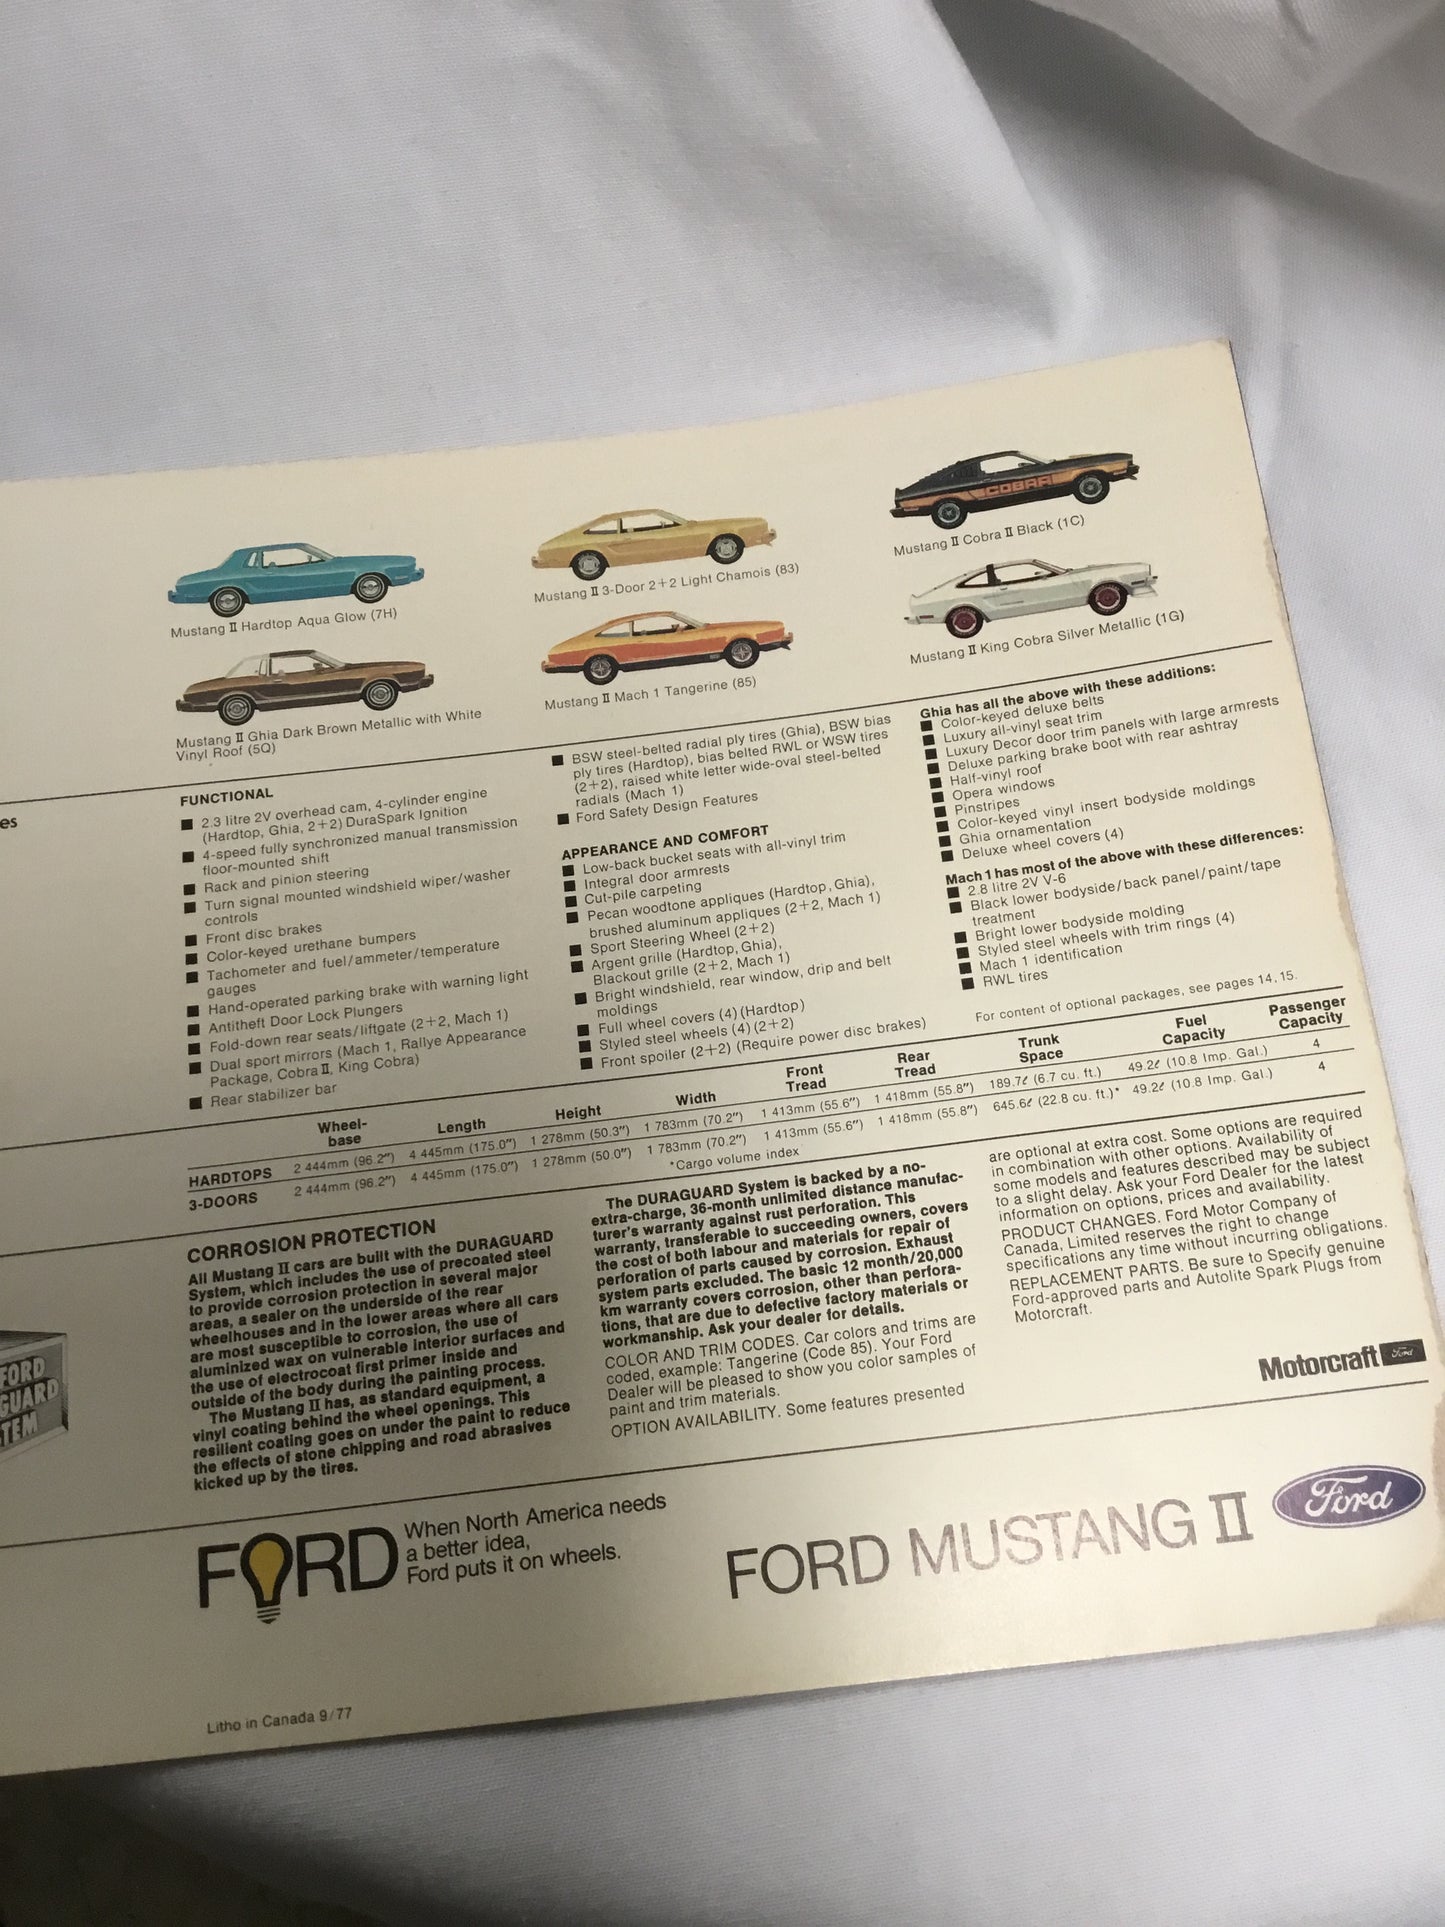 Mustang II Hardtop Aqua Glow (7H)
Mustang II Ghia Dark Brown Metallic with White
Vinyl Roof (5Q)
Mustang II 3-Door 2+2 Light Chamois (83)
Mustang II Mach 1 Tangerine (85)
COBRA
Mustang II Cobra II Black (1C)
Mustang II King Cobra Silver Metallic (1G)
es
FUNCTIONAL
■ 2.3 litre 2V overhead cam, 4-cylinder engine
(Hardtop, Ghia, 2+2) DuraSpark Ignition
■ 4-speed fully synchronized manual transmission
floor-mounted shift
■ Rack and pinion steering
■ Turn signal mounted windshield wiper/washer
controls
■ Front disc brakes
■ Color-keyed urethane bumpers
■ Tachometer and fuel/ammeter/temperature
gauges
■ Hand-operated parking brake with warning light
■ Antitheft Door Lock Plungers
■ Fold-down rear seats/liftgate (2+2, Mach 1)
■ Dual sport mirrors (Mach 1, Rallye Appearance
Package, Cobra II, King Cobra)
■ Rear stabilizer bar
■ BSW steel-belted radial ply tires (Ghia), BSW bias
ply tires (Hardtop), bias belted RWL or WSW tires
(2+2), raised white letter wide-oval steel-belted
radials (Mach 1)
■ Ford Safety Design Features
APPEARANCE AND COMFORT
■ Low-back bucket seats with all-vinyl trim
■ Integral door armrests
■ Cut-pile carpeting
■ Pecan woodtone appliques (Hardtop, Ghia),
brushed aluminum appliques (2+2, Mach 1)
■ Sport Steering Wheel (2+2)
■ Argent grille (Hardtop, Ghia),
Blackout grille (2+2, Mach 1)
■ Bright windshield, rear window, drip and belt
moldings
■ Full wheel covers (4) (Hardtop)
■ Styled steel wheels (4) (2+2)
■ Front spoiler (2+2) (Require power disc brakes)
Ghia has all the above with these additions:
■ Color-keyed deluxe belts
■ Luxury all-vinyl seat trim
■ Luxury Decor door trim panels with large armrests
■ Deluxe parking brake boot with rear ashtray
■ Half-vinyl roof
■ Opera windows
■ Pinstripes
■ Color-keyed vinyl insert bodyside moldings
■ Ghia ornamentation
■ Deluxe wheel covers (4)
Mach 1 has most of the above with these differences:
■ 2.8 litre 2V V-6
■ Black lower bodyside/back panel/paint/tape
treatment
■ Bright lower bodyside molding
■ Styled steel wheels with trim rings (4)
■ Mach 1 identification
■ RWL tires
For content of optional packages, see pages 14, 15.
Wheel-base Length Height Width Front Tread Rear Tread Trunk Space Fuel Capacity Passenger Capacity
HARDTOPS 2 444mm (96.2") 4 445mm (175.0") 1 278mm (50.3") 1 783mm (70.2") 1 413mm (55.6") 1 418mm (55.8") 189.7ℓ (6.7 cu. ft.) 49.2ℓ (10.8 Imp. Gal.) 4
3-DOORS 2 444mm (96.2") 4 445mm (175.0") 1 278mm (50.0") 1 783mm (70.2") 1 413mm (55.6") 1 418mm (55.8") 645.6ℓ (22.8 cu. ft.)* 49.2ℓ (10.8 Imp. Gal.) 4
*Cargo volume index
FORD
GUARD
TEM
CORROSION PROTECTION
All Mustang II cars are built with the DURAGUARD
System, which includes the use of precoated steel
to provide corrosion protection in several major
areas, a sealer on the underside of the rear
wheelhouses and in the lower areas where all cars
are most susceptible to corrosion, the use of
aluminized wax on vulnerable interior surfaces and
the use of electrocoat first primer inside and
outside of the body during the painting process.
The Mustang II has, as standard equipment, a
vinyl coating behind the wheel openings. This
resilient coating goes on under the paint to reduce
the effects of stone chipping and road abrasives
kicked up by the tires.
The DURAGUARD System is backed by a no-
extra-charge, 36-month unlimited distance manufac-
turer's warranty against rust perforation. This
warranty, transferable to succeeding owners, covers
the cost of both labour and materials for repair of
perforation of parts caused by corrosion. Exhaust
system parts excluded. The basic 12 month/20,000
km warranty covers corrosion, other than perfora-
tions, that are due to defective factory materials or
workmanship. Ask your dealer for details.
COLOR AND TRIM CODES. Car colors and trims are
coded, example: Tangerine (Code 85). Your Ford
Dealer will be pleased to show you color samples of
paint and trim materials.
OPTION AVAILABILITY. Some features presented
are optional at extra cost. Some options are required
in combination with other options. Availability of
some models and features described may be subject
to a slight delay. Ask your Ford Dealer for the latest
information on options, prices and availability.
PRODUCT CHANGES. Ford Motor Company of
Canada, Limited reserves the right to change
specifications any time without incurring obligations.
REPLACEMENT PARTS. Be sure to Specify genuine
Ford-approved parts and Autolite Spark Plugs from
Motorcraft.
Motorcraft Ford
FORD
When North America needs
a better idea,
Ford puts it on wheels.
FORD MUSTANG II Ford
Litho in Canada 9/77